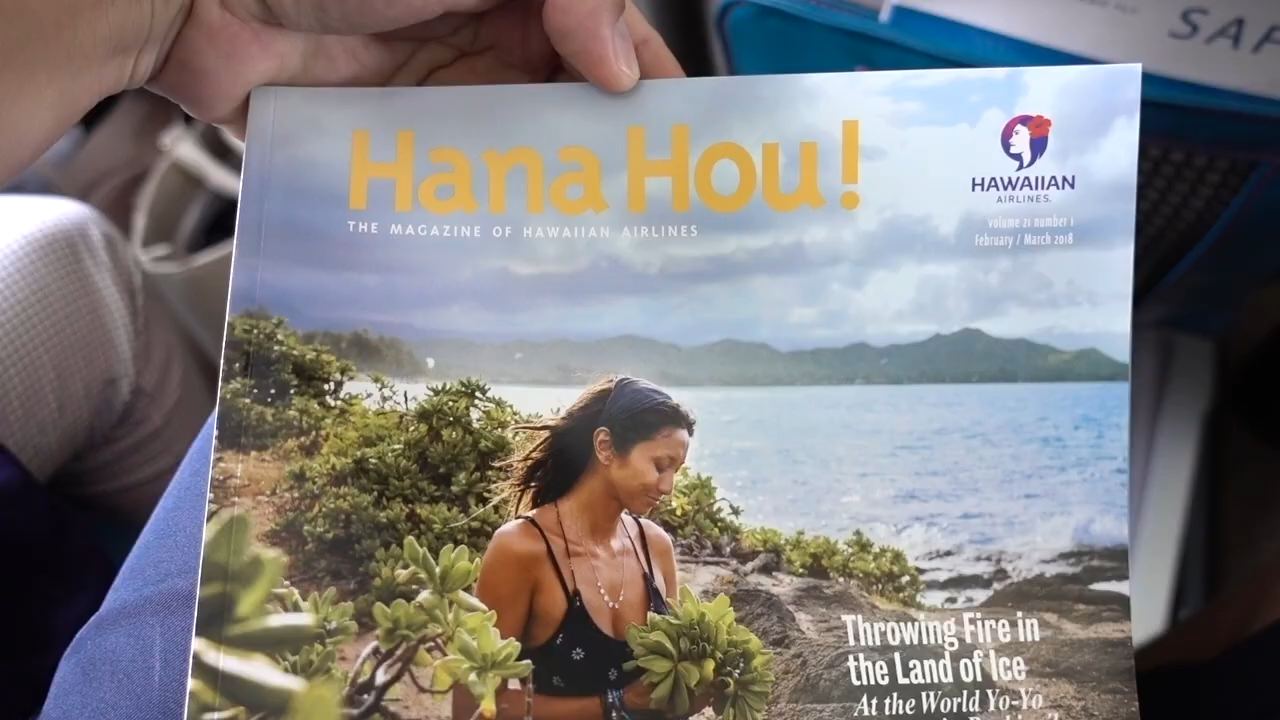 SAF
Hana Hou!
THE MAGAZINE OF HAWAIIAN AIRLINES
HAWAIIAN
AIRLINES.
volume 21 number 1
February / March 2018
Throwing Fire in
the Land of Ice
At the World Yo-Yo